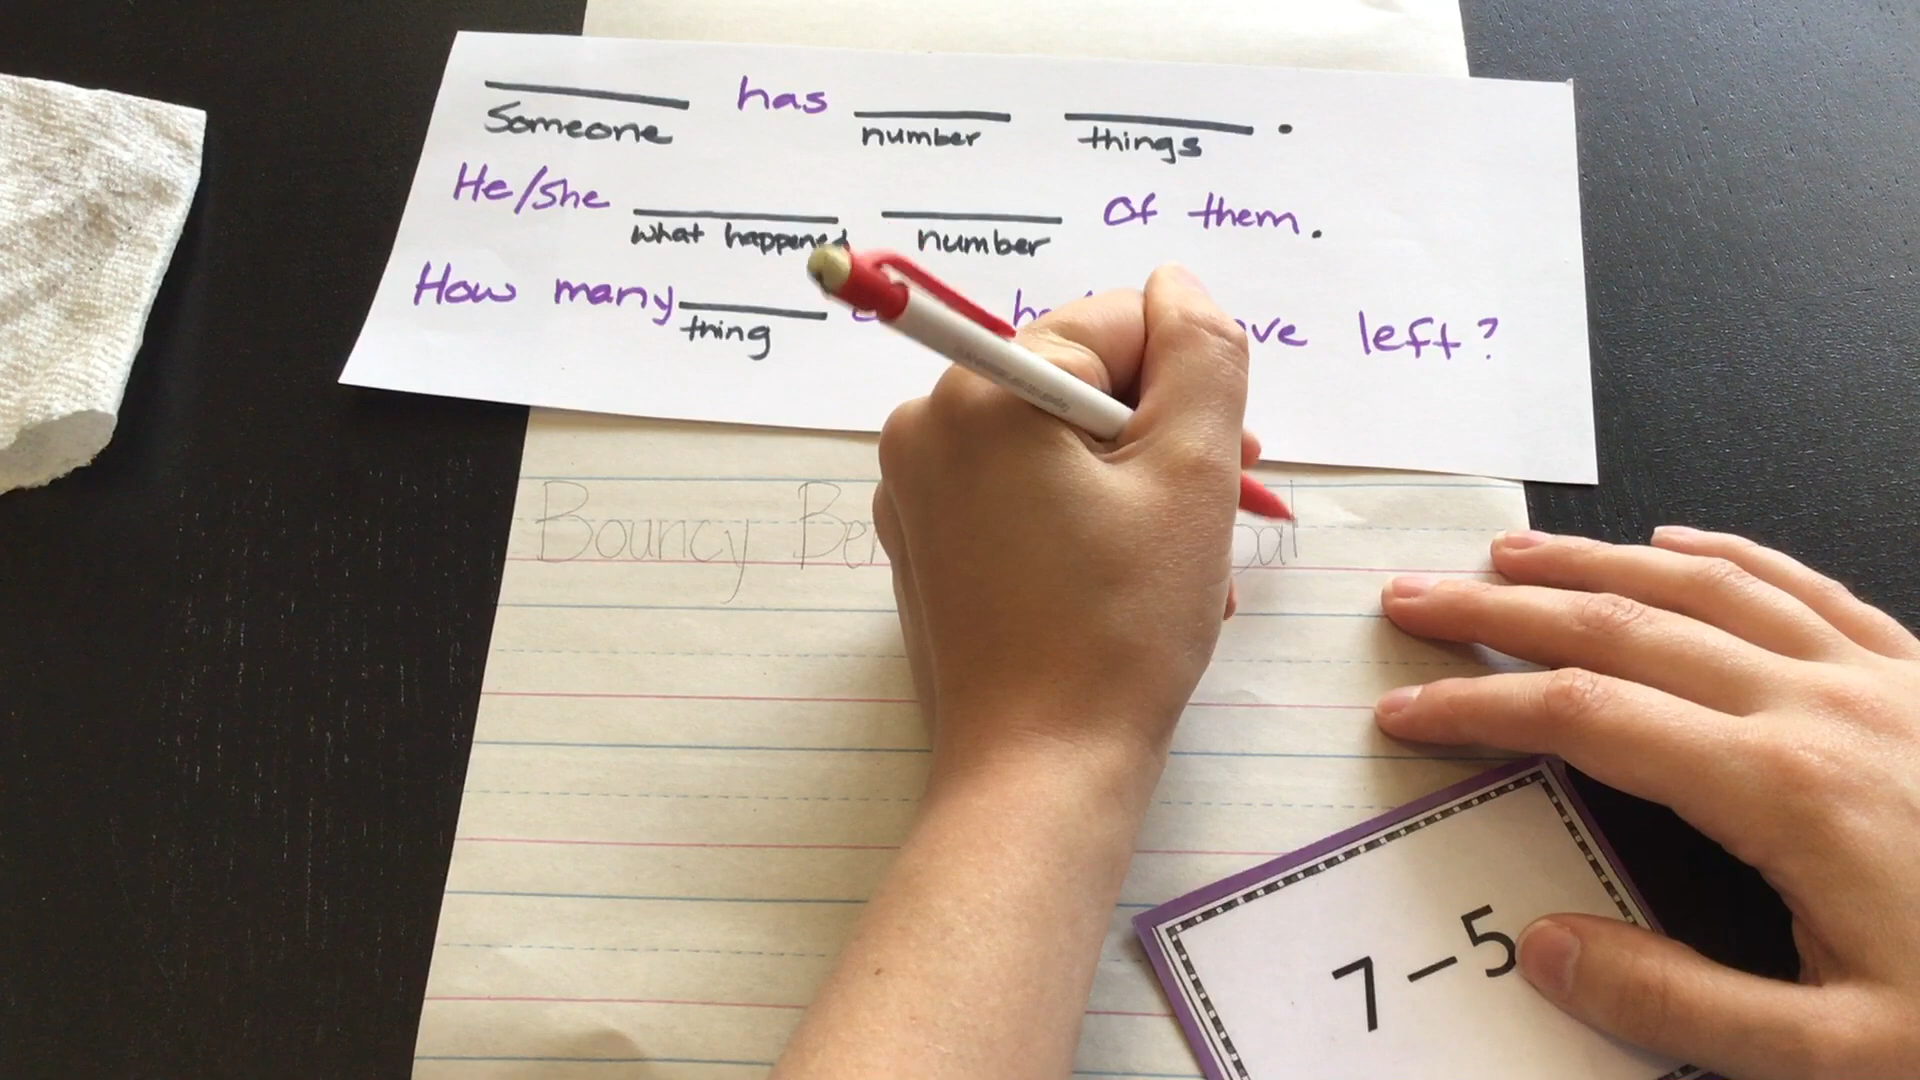 has
Someone number things .
He/she of them.
what happened number
How many left?
thing
Bouncy
7-5